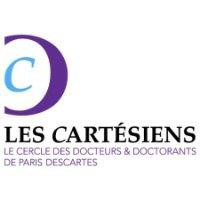 C
LES CARTÉSIENS
LE CERCLE DES DOCTEURS & DOCTORANTS
DE PARIS DESCARTES